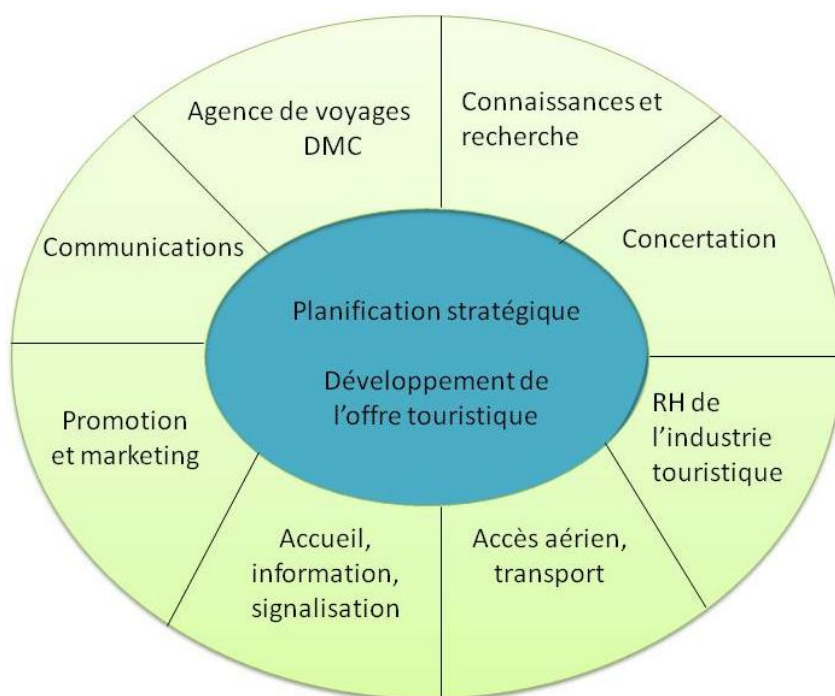 Agence de voyages
DMC
Connaissances et
recherche
Communications
Concertation
Planification stratégique
Développement de
l'offre touristique
Promotion
et marketing
RH de
l'industrie
touristique
Accueil,
information,
signalisation
Accès aérien,
transport